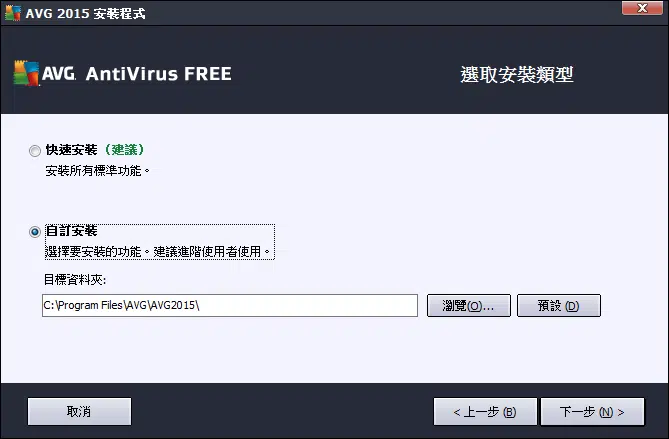 AVG 2015 安裝程式
AVG AntiVirus FREE
選取安裝類型
快速安裝（建議）
安裝所有標準功能。
自訂安裝
選擇要安裝的功能。建議進階使用者使用。
目標資料夾:
C:\Program Files\AVG\AVG2015\
瀏覽(O)... 預設 (D)
取消
< 上一步 (B) 下一步 (N) >